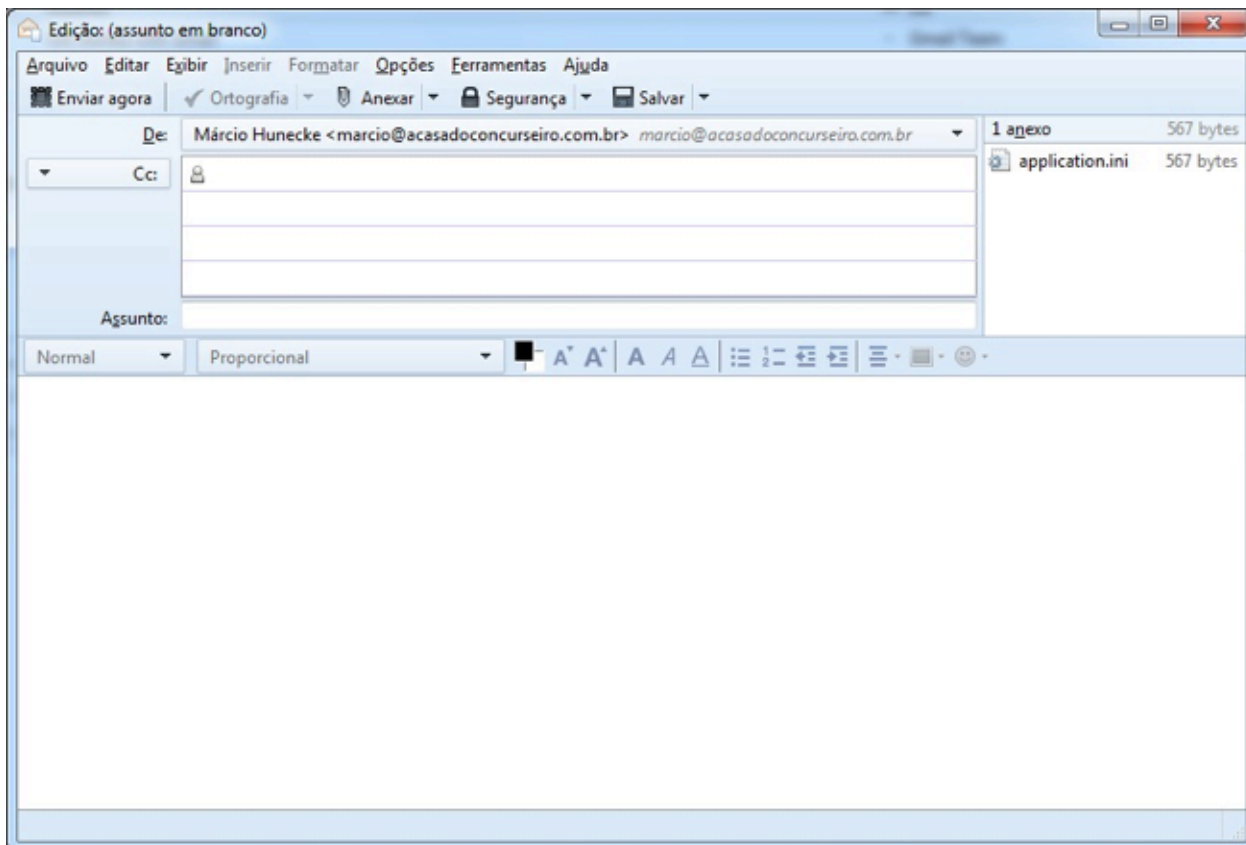 Edição: (assunto em branco)
Arquivo Editar Exibir Inserir Formatar Opções Ferramentas Ajuda
Enviar agora Ortografia Anexar Segurança Salvar
De: Márcio Hunecke <marcio@acasadoconcurseiro.com.br> marcio@acasadoconcurseiro.com.br
1 anexo 567 bytes
Cc:
application.ini 567 bytes
Assunto:
Normal Proporcional